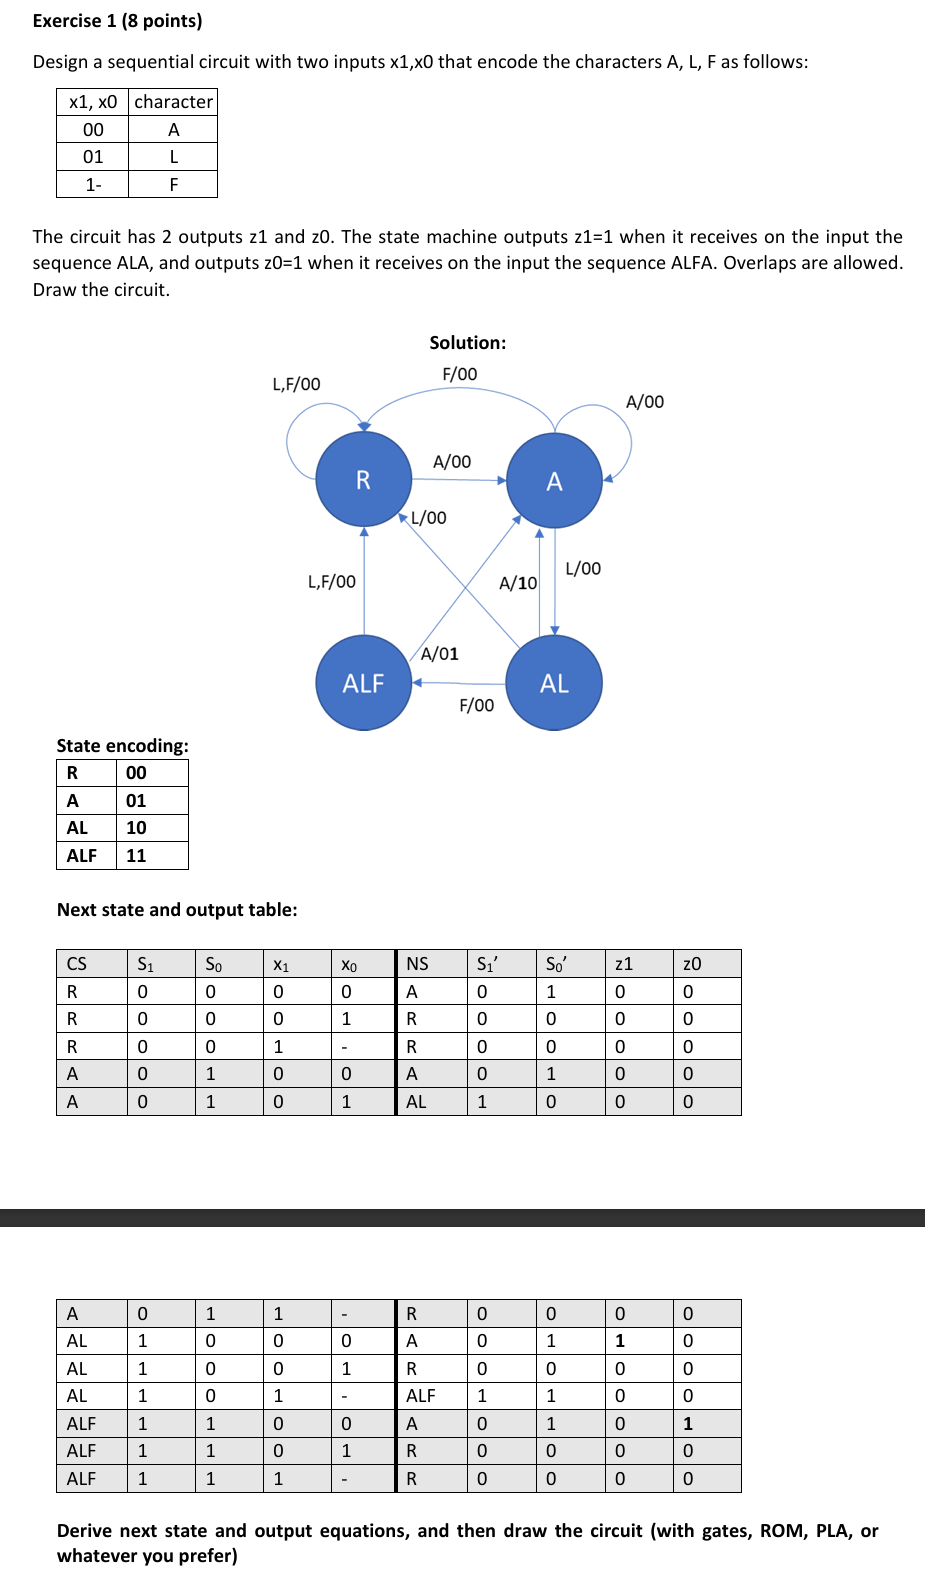 Exercise 1 (8 points)
Design a sequential circuit with two inputs x1,x0 that encode the characters A, L, F as follows:
x1, x0 character
00 A
01 L
1- F
The circuit has 2 outputs z1 and z0. The state machine outputs z1=1 when it receives on the input the
sequence ALA, and outputs z0=1 when it receives on the input the sequence ALFA. Overlaps are allowed.
Draw the circuit.
Solution:
F/00
L,F/00
A/00
A/00
R
A
L/00
L/00
L,F/00
A/10
A/01
ALF
AL
F/00
State encoding:
R 00
A 01
AL 10
ALF 11
Next state and output table:
CS S₁ S₀ X₁ X₀ NS S₁’ S₀’ z1 z0
R 0 0 0 0 A 0 1 0 0
R 0 0 0 1 R 0 0 0 0
R 0 0 1 - R 0 0 0 0
A 0 1 0 0 A 0 1 0 0
A 0 1 0 1 AL 1 0 0 0
A 0 1 1 - R 0 0 0 0
AL 1 0 0 0 A 0 1 1 0
AL 1 0 0 1 R 0 0 0 0
AL 1 0 1 - ALF 1 1 0 0
ALF 1 1 0 0 A 0 1 0 1
ALF 1 1 0 1 R 0 0 0 0
ALF 1 1 1 - R 0 0 0 0
Derive next state and output equations, and then draw the circuit (with gates, ROM, PLA, or
whatever you prefer)